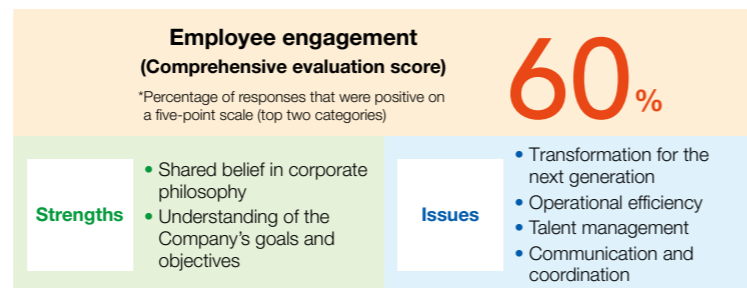 Employee engagement
(Comprehensive evaluation score)
*Percentage of responses that were positive on
a five-point scale (top two categories)
60%
Strengths
• Shared belief in corporate
philosophy
• Understanding of the
Company’s goals and
objectives
Issues
• Transformation for the
next generation
• Operational efficiency
• Talent management
• Communication and
coordination